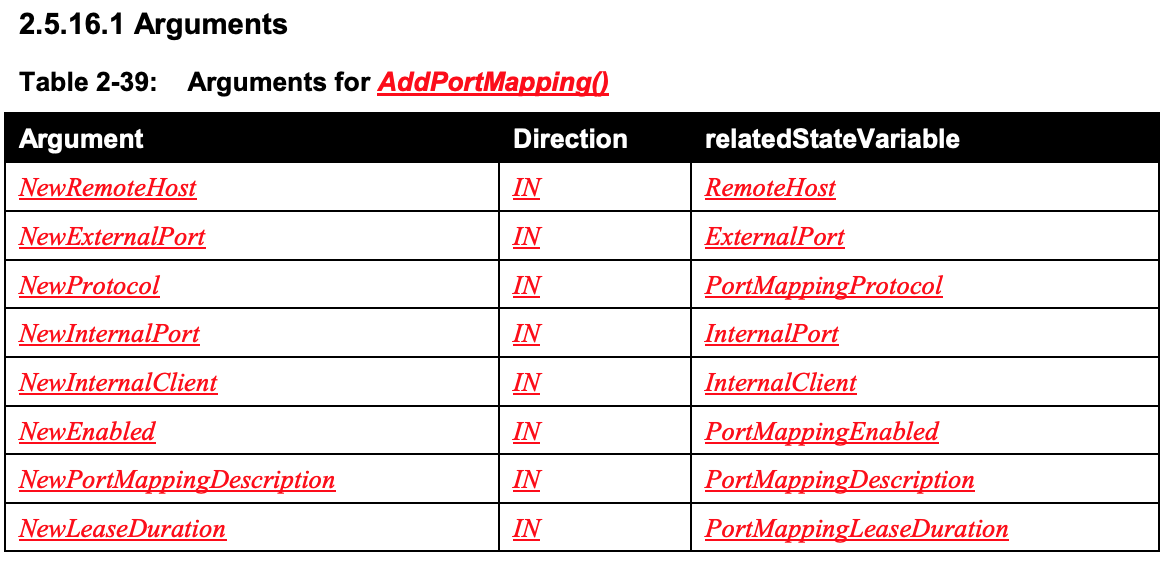 2.5.16.1 Arguments
Table 2-39: Arguments for AddPortMapping()
Argument Direction relatedStateVariable
NewRemoteHost IN RemoteHost
NewExternalPort IN ExternalPort
NewProtocol IN PortMappingProtocol
NewInternalPort IN InternalPort
NewInternalClient IN InternalClient
NewEnabled IN PortMappingEnabled
NewPortMappingDescription IN PortMappingDescription
NewLeaseDuration IN PortMappingLeaseDuration